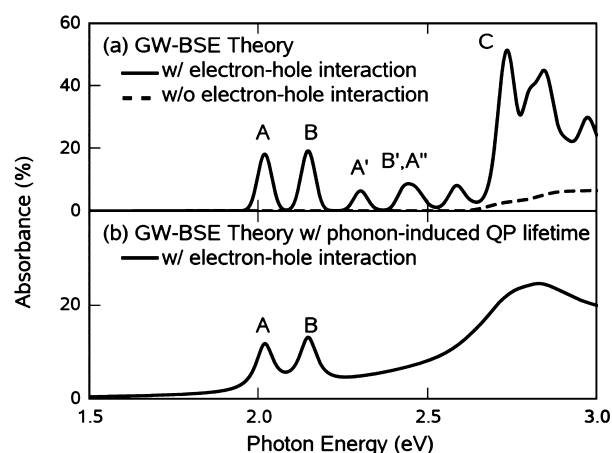 60
(a) GW-BSE Theory
w/ electron-hole interaction
w/o electron-hole interaction
C
40
A
B
A'
B',A"
20
0
Absorbance (%)
(b) GW-BSE Theory w/ phonon-induced QP lifetime
w/ electron-hole interaction
A
B
20
0
1.5
2.0
2.5
3.0
Photon Energy (eV)